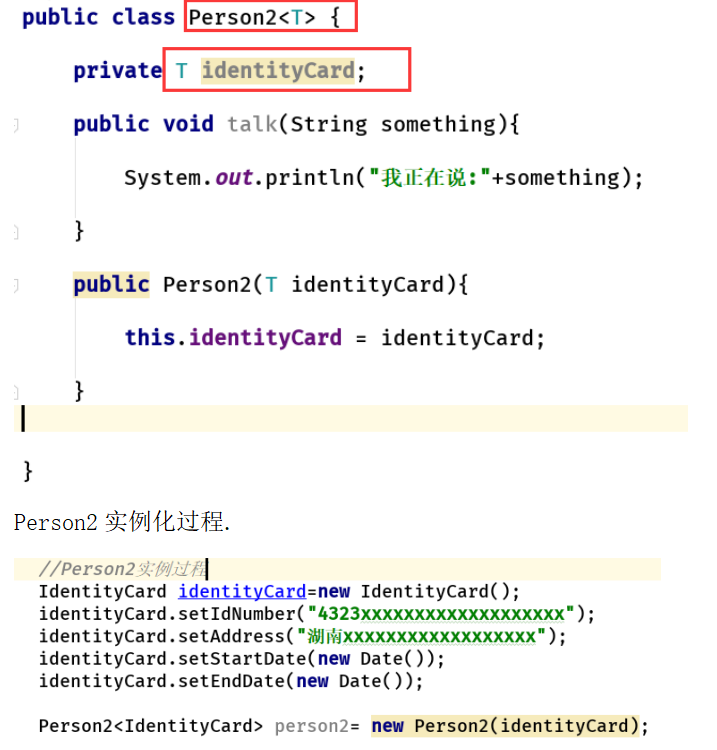 public class Person2<T> {
private T identityCard;
public void talk(String something){
System.out.println("我正在说:"+something);
}
public Person2(T identityCard){
this.identityCard = identityCard;
}
}
Person2 实例化过程.
//Person2实例过程
IdentityCard identityCard=new IdentityCard();
identityCard.setIdNumber("4323xxxxxxxxxxxxxxxxxxx");
identityCard.setAddress("湖南xxxxxxxxxxxxxxxxxx");
identityCard.setStartDate(new Date());
identityCard.setEndDate(new Date());
Person2<IdentityCard> person2= new Person2(identityCard);